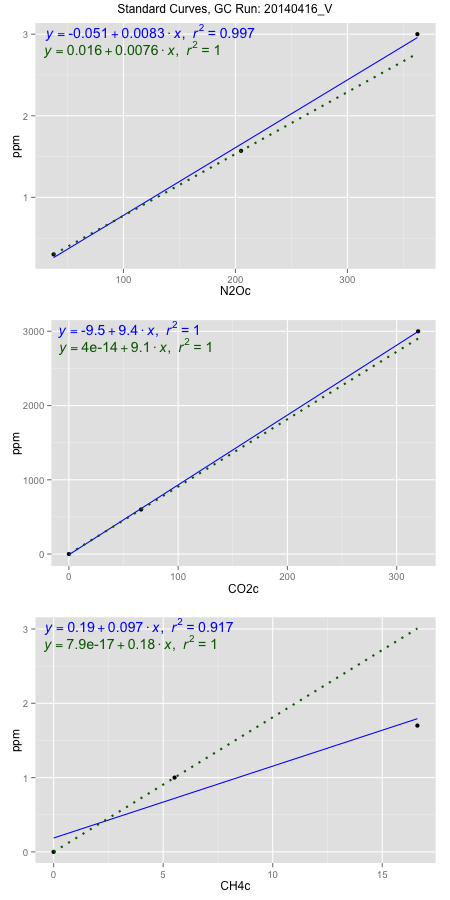 Standard Curves, GC Run: 20140416_V
y = -0.051 + 0.0083 · x, r² = 0.997
y = 0.016 + 0.0076 · x, r² = 1
3
2
1
ppm
100 200 300
N2Oc
y = -9.5 + 9.4 · x, r² = 1
y = 4e-14 + 9.1 · x, r² = 1
3000
2000
1000
0
ppm
0 100 200 300
CO2c
y = 0.19 + 0.097 · x, r² = 0.917
y = 7.9e-17 + 0.18 · x, r² = 1
3
2
1
0
ppm
0 5 10 15
CH4c